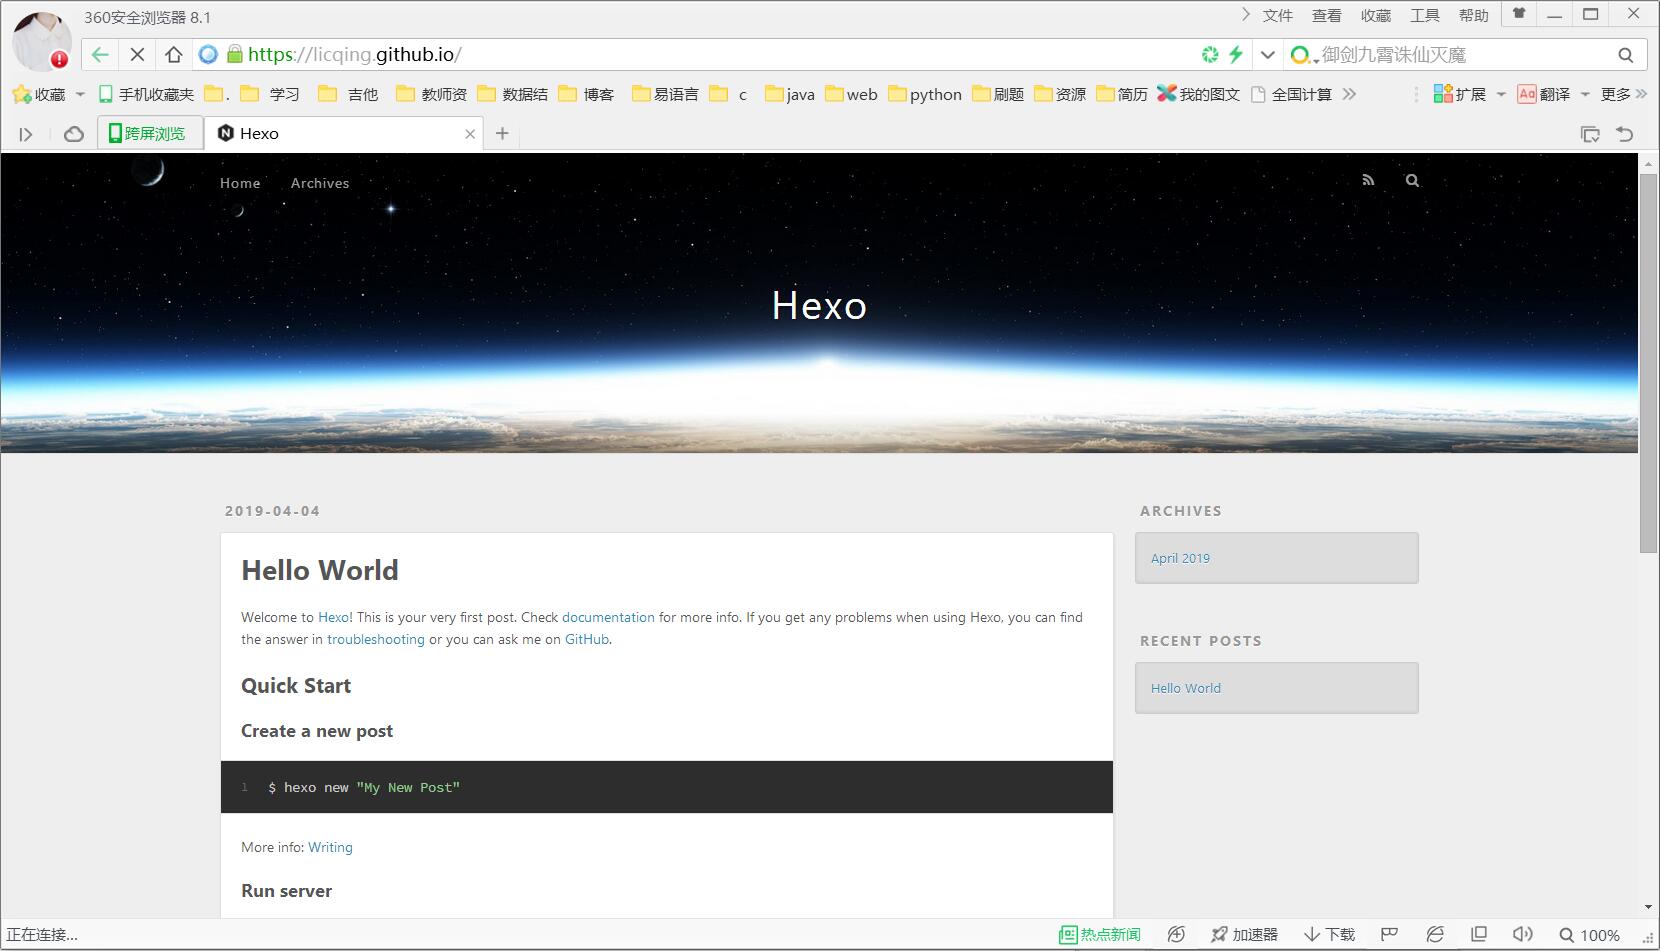 360安全浏览器 8.1
文件 查看 收藏 工具 帮助
https://licqing.github.io/
御剑九霄诛仙灭魔
收藏 手机收藏夹 . 学习 吉他 教师资 数据结 博客 易语言 c java web python 刷题 资源 简历 我的图文 全国计算 扩展 Aa 翻译 更多
跨屏浏览 N Hexo
Home Archives
Hexo
2019-04-04
Hello World
Welcome to Hexo! This is your very first post. Check documentation for more info. If you get any problems when using Hexo, you can find
the answer in troubleshooting or you can ask me on GitHub.
Quick Start
Create a new post
1 $ hexo new "My New Post"
More info: Writing
Run server
ARCHIVES
April 2019
RECENT POSTS
Hello World
正在连接... 热点新闻 加速器 下载 100%